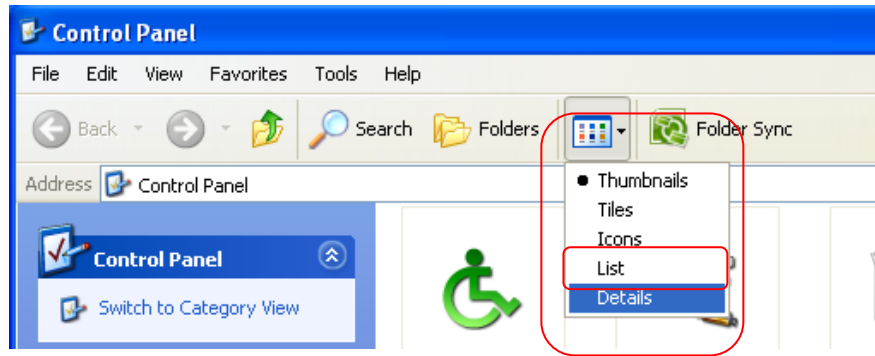 Control Panel
File Edit View Favorites Tools Help
Back Search Folders Folder Sync
Address Control Panel
Thumbnails
Tiles
Icons
List
Details
Control Panel
Switch to Category View